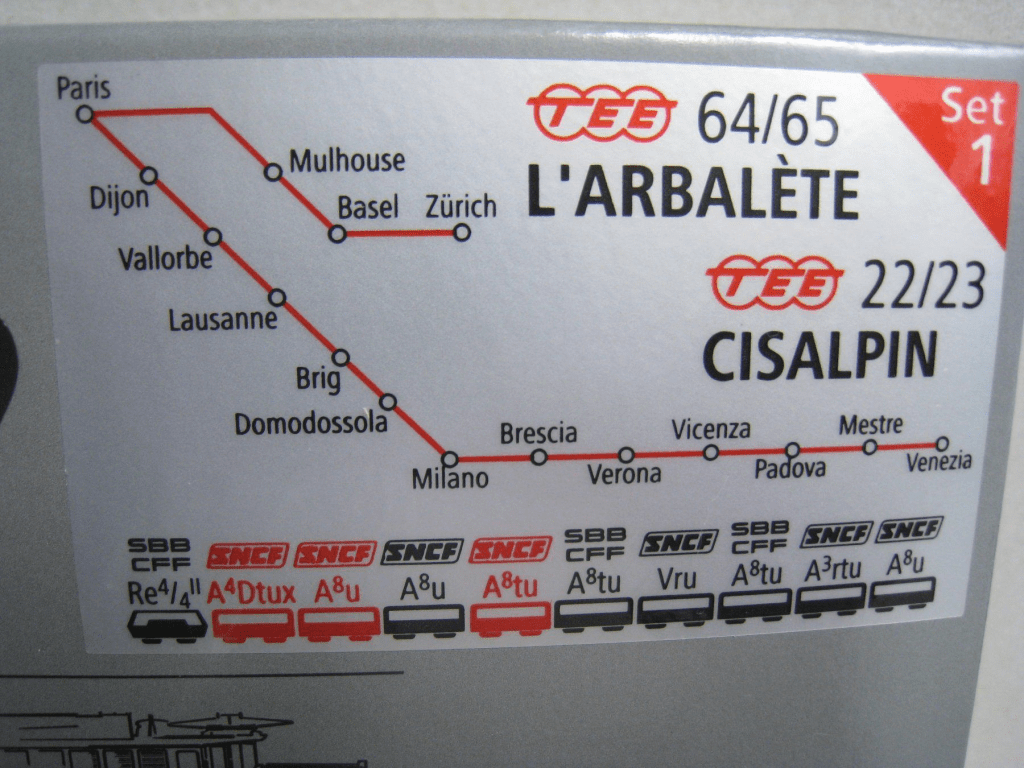 Paris
TEE 64/65
Set
1
Mulhouse
L'ARBALÈTE
Dijon
Basel Zürich
Vallorbe
TEE 22/23
Lausanne
CISALPIN
Brig
Domodossola
Milano
Brescia
Verona
Vicenza
Padova
Mestre
Venezia
SBB CFF
Re4/4II
SNCF
A4Dtux
SNCF
A8u
SNCF
A8u
SNCF
A8tu
SBB CFF
A8tu
SNCF
Vru
SBB CFF
A8tu
SNCF
A3rtu
SNCF
A8u